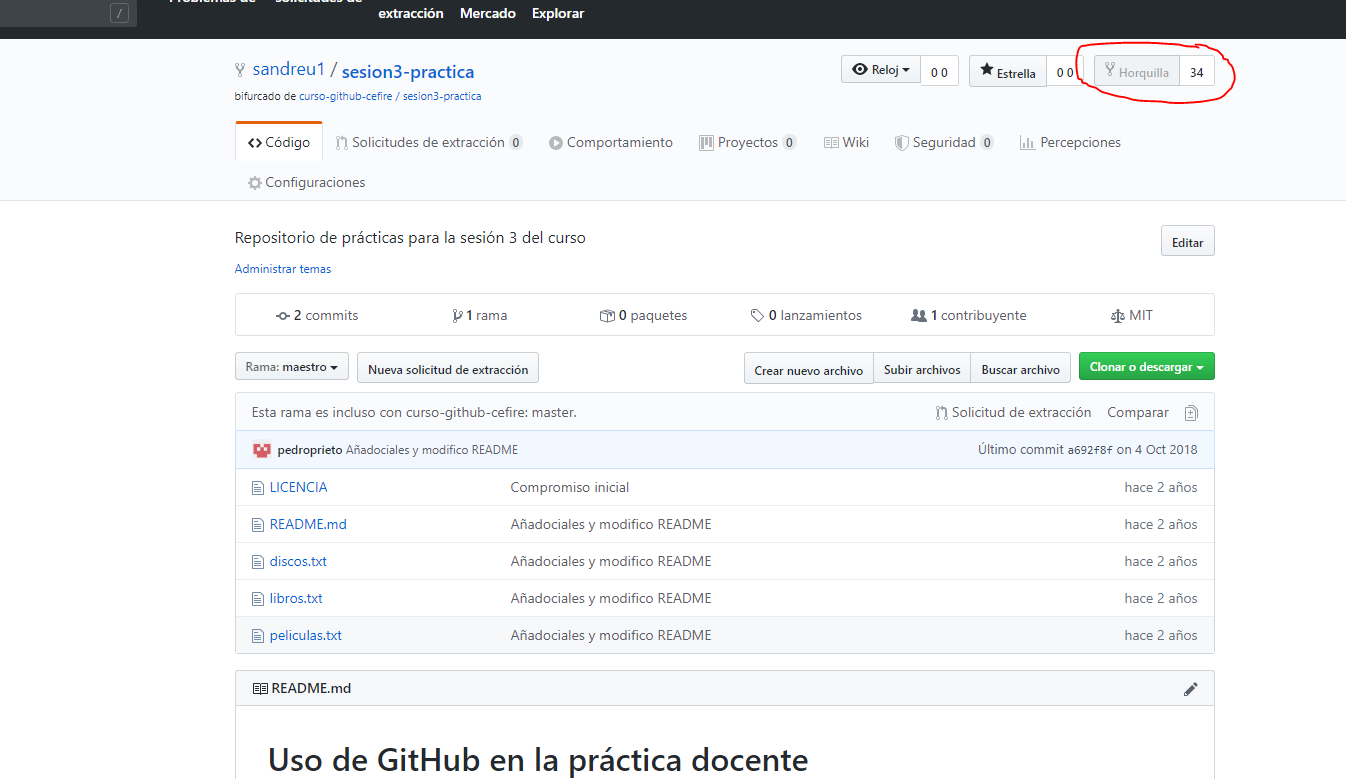 Problemas de solicitudes de
/ extracción Mercado Explorar
sandreu1 / sesion3-practica Reloj 0 0 Estrella 0 0 Horquilla 34
bifurcado de curso-github-cefire / sesion3-practica
Código Solicitudes de extracción 0 Comportamiento Proyectos 0 Wiki Seguridad 0 Percepciones
Configuraciones
Repositorio de prácticas para la sesión 3 del curso Editar
Administrar temas
2 commits 1 rama 0 paquetes 0 lanzamientos 1 contribuyente MIT
Rama: maestro Nueva solicitud de extracción Crear nuevo archivo Subir archivos Buscar archivo Clonar o descargar
Esta rama es incluso con curso-github-cefire: master. Solicitud de extracción Comparar
pedroprieto Añadociales y modifico README Último commit a692f8f on 4 Oct 2018
LICENCIA Compromiso inicial hace 2 años
README.md Añadociales y modifico README hace 2 años
discos.txt Añadociales y modifico README hace 2 años
libros.txt Añadociales y modifico README hace 2 años
peliculas.txt Añadociales y modifico README hace 2 años
README.md
Uso de GitHub en la práctica docente